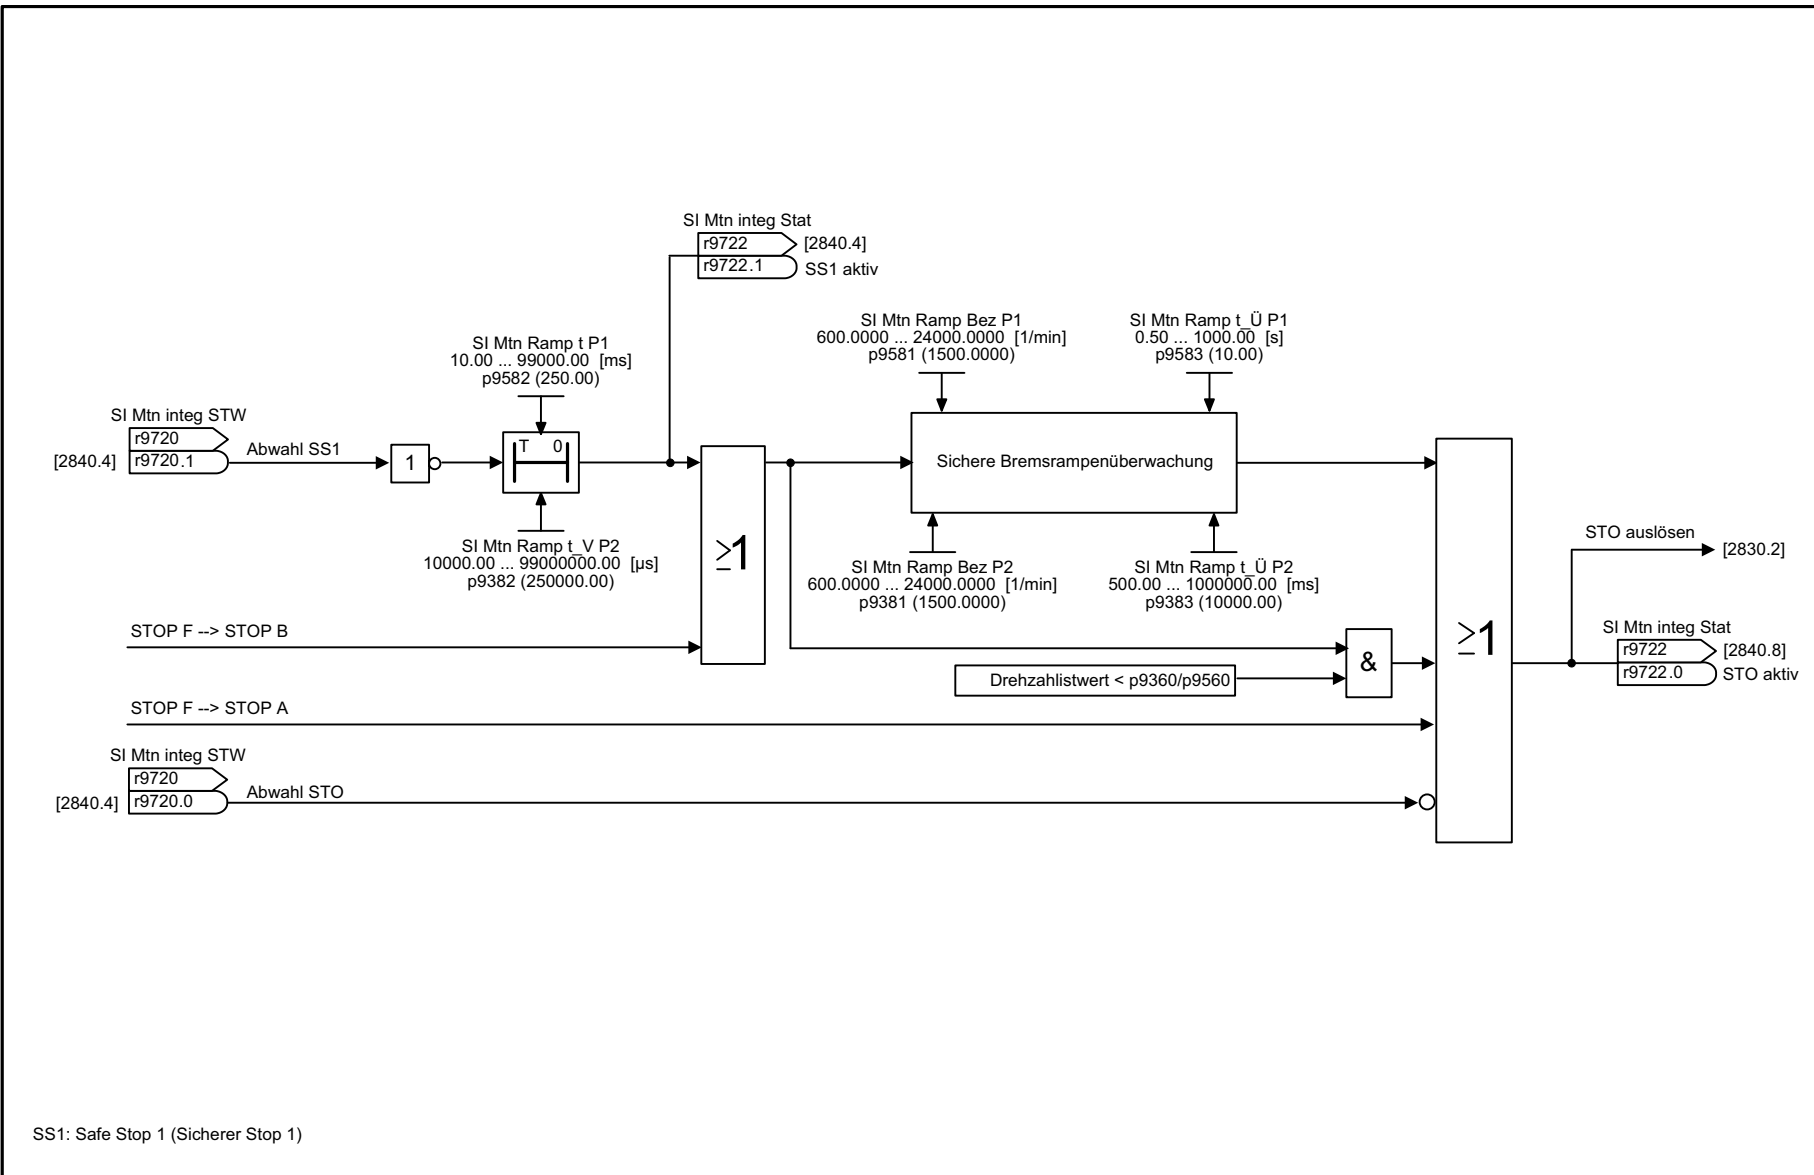 SI Mtn integ Stat
r9722
[2840.4]
r9722.1
SS1 aktiv
SI Mtn Ramp t P1
10.00 ... 99000.00 [ms]
p9582 (250.00)
SI Mtn Ramp Bez P1
600.0000 ... 24000.0000 [1/min]
p9581 (1500.0000)
SI Mtn Ramp t_Ü P1
0.50 ... 1000.00 [s]
p9583 (10.00)
SI Mtn integ STW
r9720
[2840.4]
r9720.1
Abwahl SS1
1
T 0
Sichere Bremsrampenüberwachung
SI Mtn Ramp t_V P2
10000.00 ... 99000000.00 [µs]
p9382 (250000.00)
≥1
SI Mtn Ramp Bez P2
600.0000 ... 24000.0000 [1/min]
p9381 (1500.0000)
SI Mtn Ramp t_Ü P2
500.00 ... 1000000.00 [ms]
p9383 (10000.00)
STO auslösen
[2830.2]
STOP F --> STOP B
&
Drehzahlistwert < p9360/p9560
≥1
SI Mtn integ Stat
r9722
[2840.8]
r9722.0
STO aktiv
STOP F --> STOP A
SI Mtn integ STW
r9720
[2840.4]
r9720.0
Abwahl STO
SS1: Safe Stop 1 (Sicherer Stop 1)